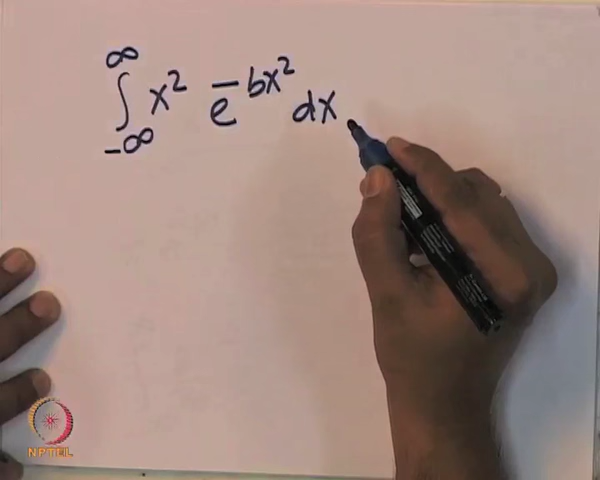 ∫_{-∞}^{∞} x² e^{-bx²} dx
NPTEL